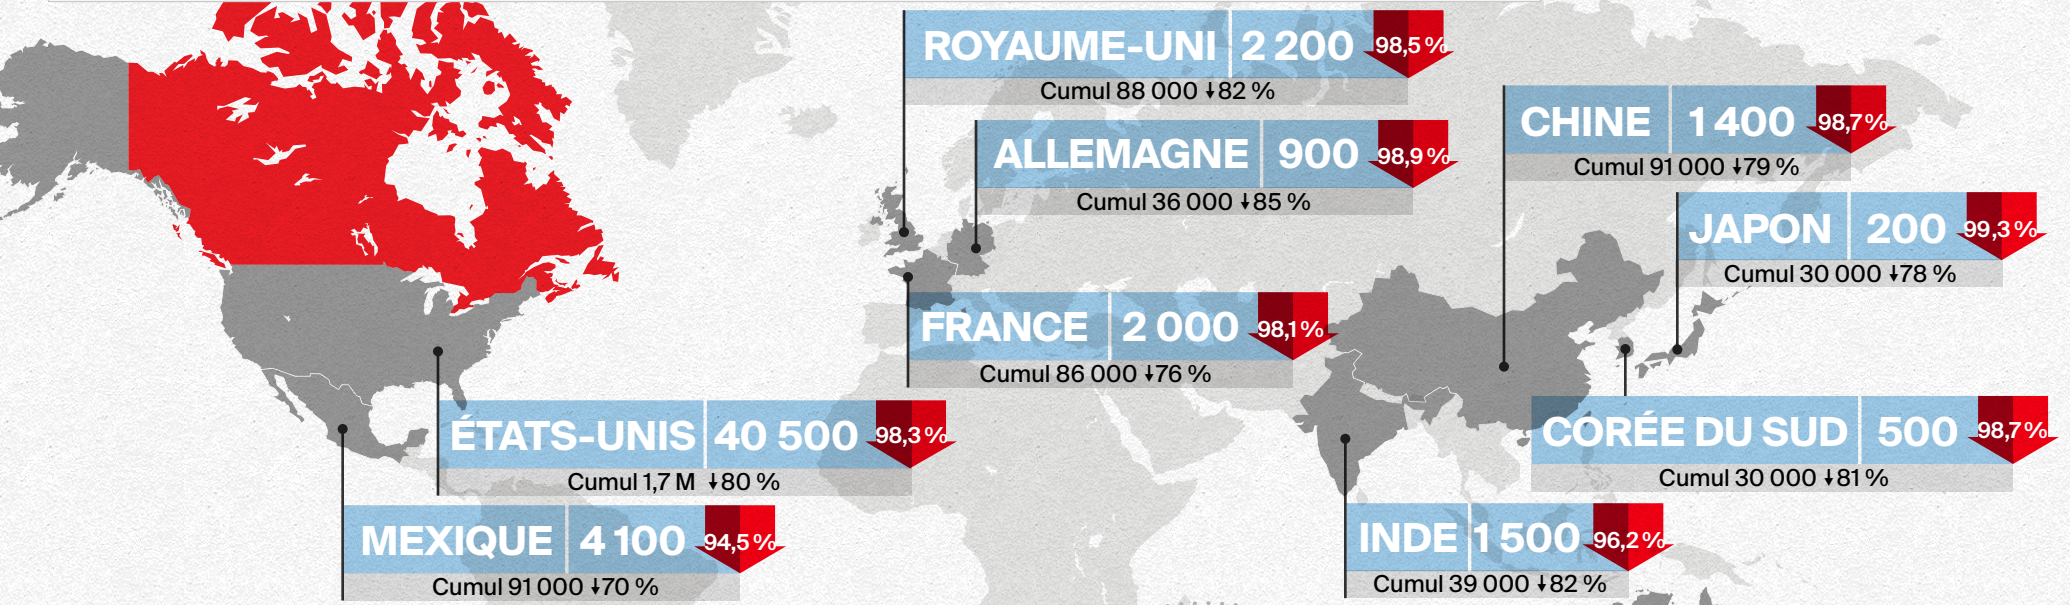 ROYAUME-UNI 2 200 98,5 %
Cumul 88 000 ↓82 %
ALLEMAGNE 900 98,9 %
Cumul 36 000 ↓85 %
FRANCE 2 000 98,1 %
Cumul 86 000 ↓76 %
ÉTATS-UNIS 40 500 98,3 %
Cumul 1,7 M ↓80 %
MEXIQUE 4 100 94,5 %
Cumul 91 000 ↓70 %
CHINE 1 400 98,7 %
Cumul 91 000 ↓79 %
JAPON 200 99,3 %
Cumul 30 000 ↓78 %
CORÉE DU SUD 500 98,7 %
Cumul 30 000 ↓81 %
INDE 1 500 96,2 %
Cumul 39 000 ↓82 %